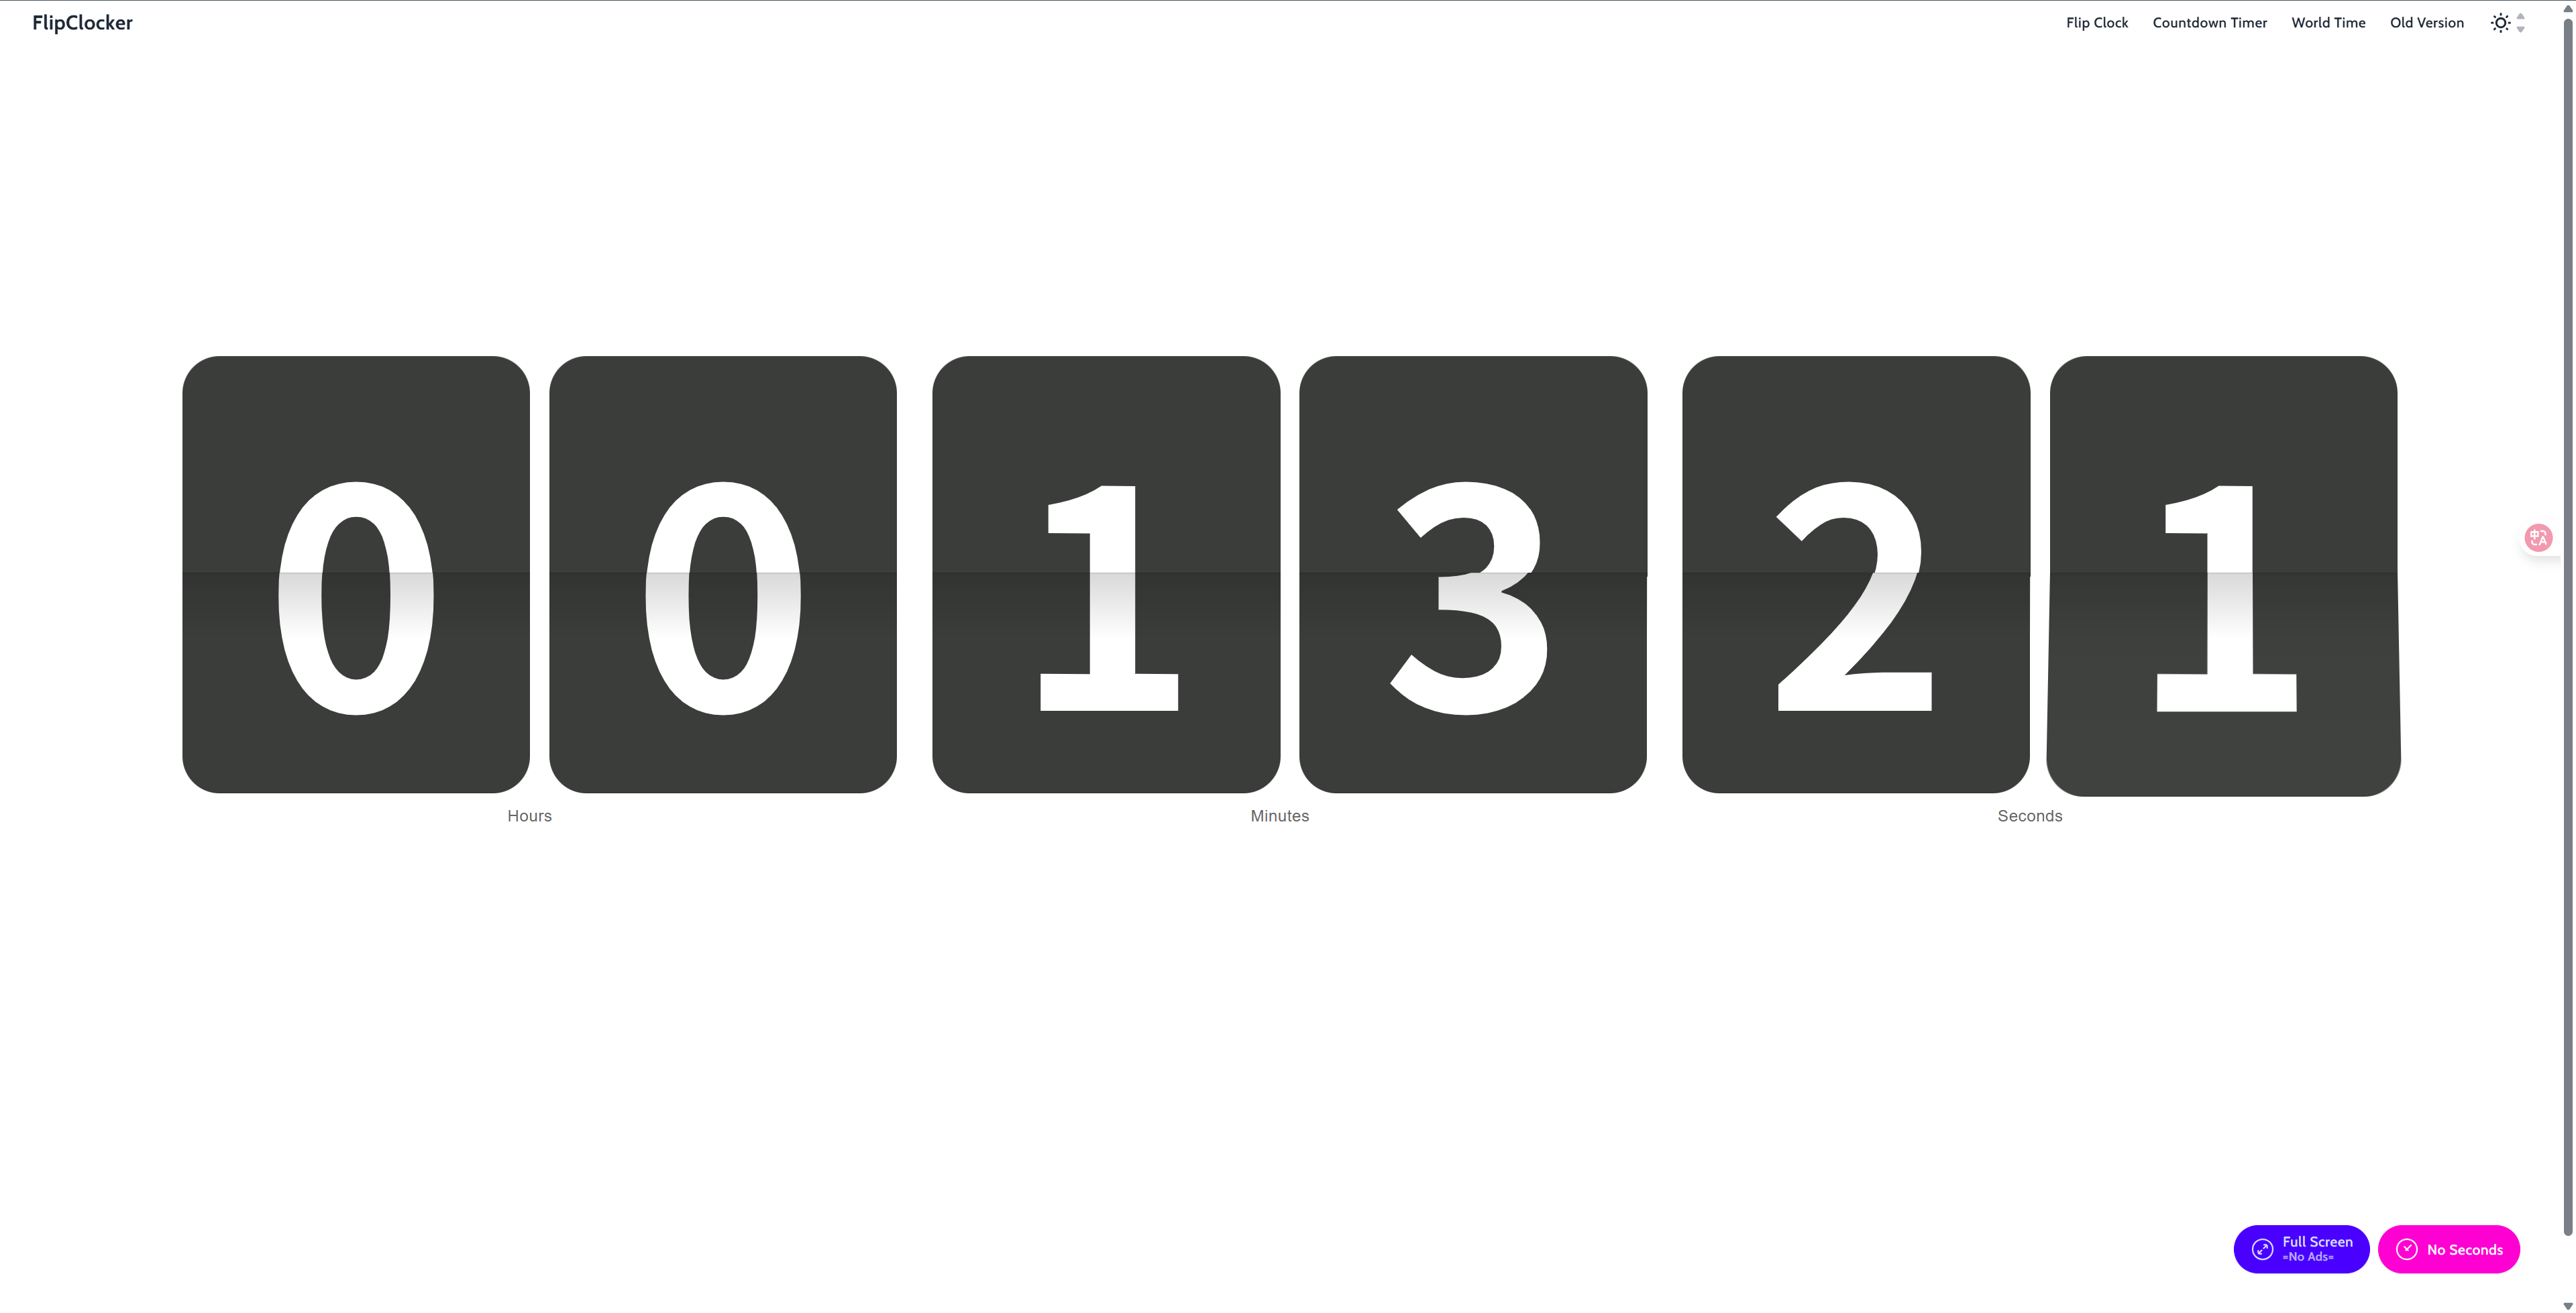 FlipClocker
Flip Clock Countdown Timer World Time Old Version
0 0 1 3 2 1
Hours Minutes Seconds
中 A
Full Screen
=No Ads=
No Seconds